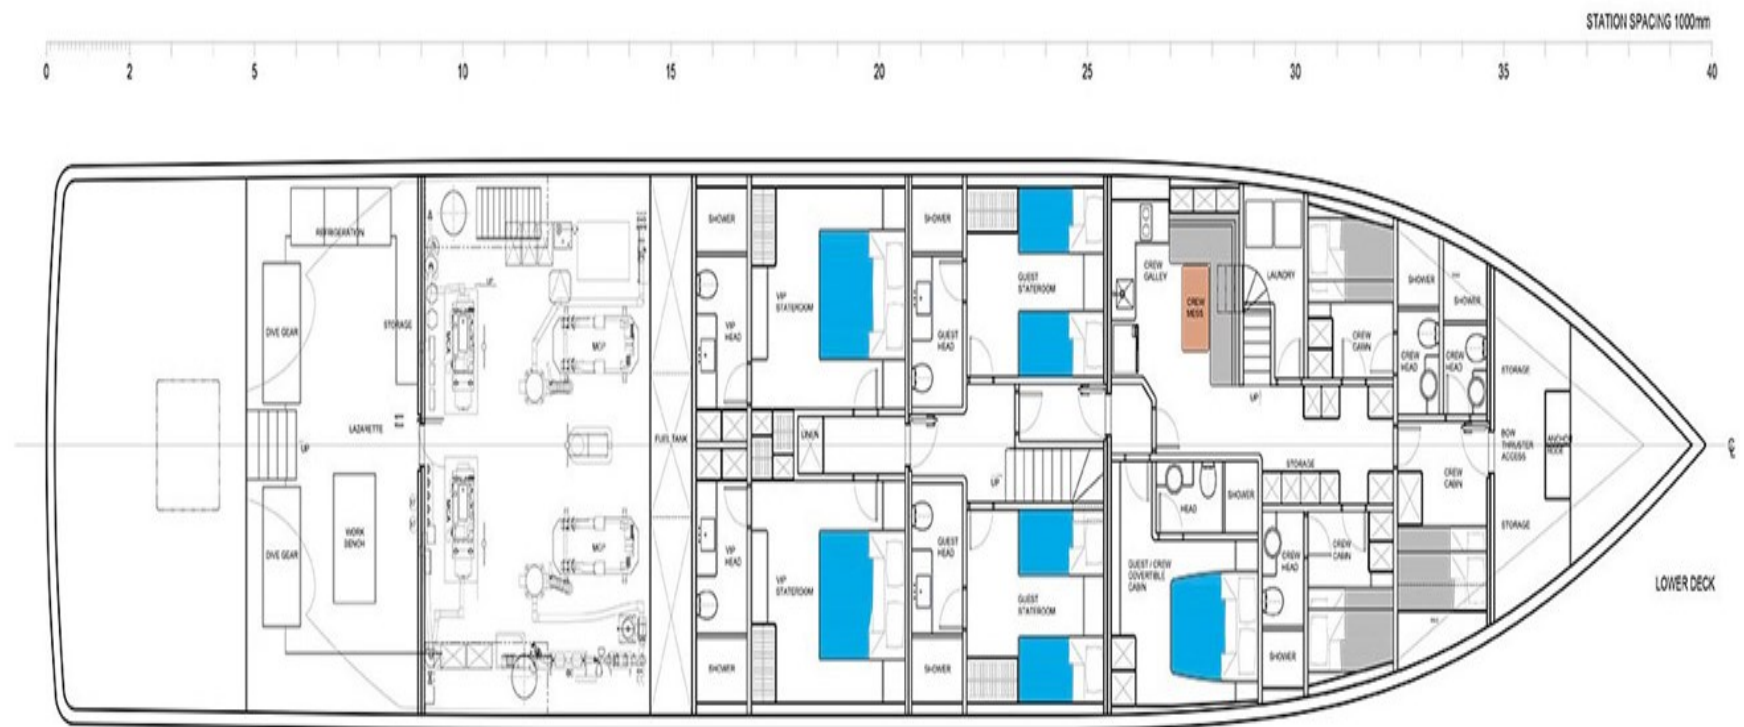 STATION SPACING 1000mm
0 2 5 10 15 20 25 30 35 40
REFRIGERATION
DIVE GEAR
STORAGE
UP
LAZARETTE
UP
DIVE GEAR
WORK
BENCH
MCP
MCP
FUEL TANK
SHOWER
VIP
HEAD
VIP
STATEROOM
LINEN
VIP
HEAD
VIP
STATEROOM
SHOWER
SHOWER
GUEST
HEAD
GUEST
STATEROOM
UP
GUEST
HEAD
GUEST
STATEROOM
SHOWER
CREW
GALLEY
CREW
MESS
LAUNDRY
UP
CREW
CABIN
SHOWER
SHOWER
CREW
HEAD
CREW
HEAD
STORAGE
STORAGE
HEAD
SHOWER
GUEST / CREW
COVERTIBLE
CABIN
CREW
HEAD
SHOWER
CREW
CABIN
CREW
CABIN
BOW
THRUSTER
ACCESS
ANCHOR
RODE
STORAGE
LOWER DECK